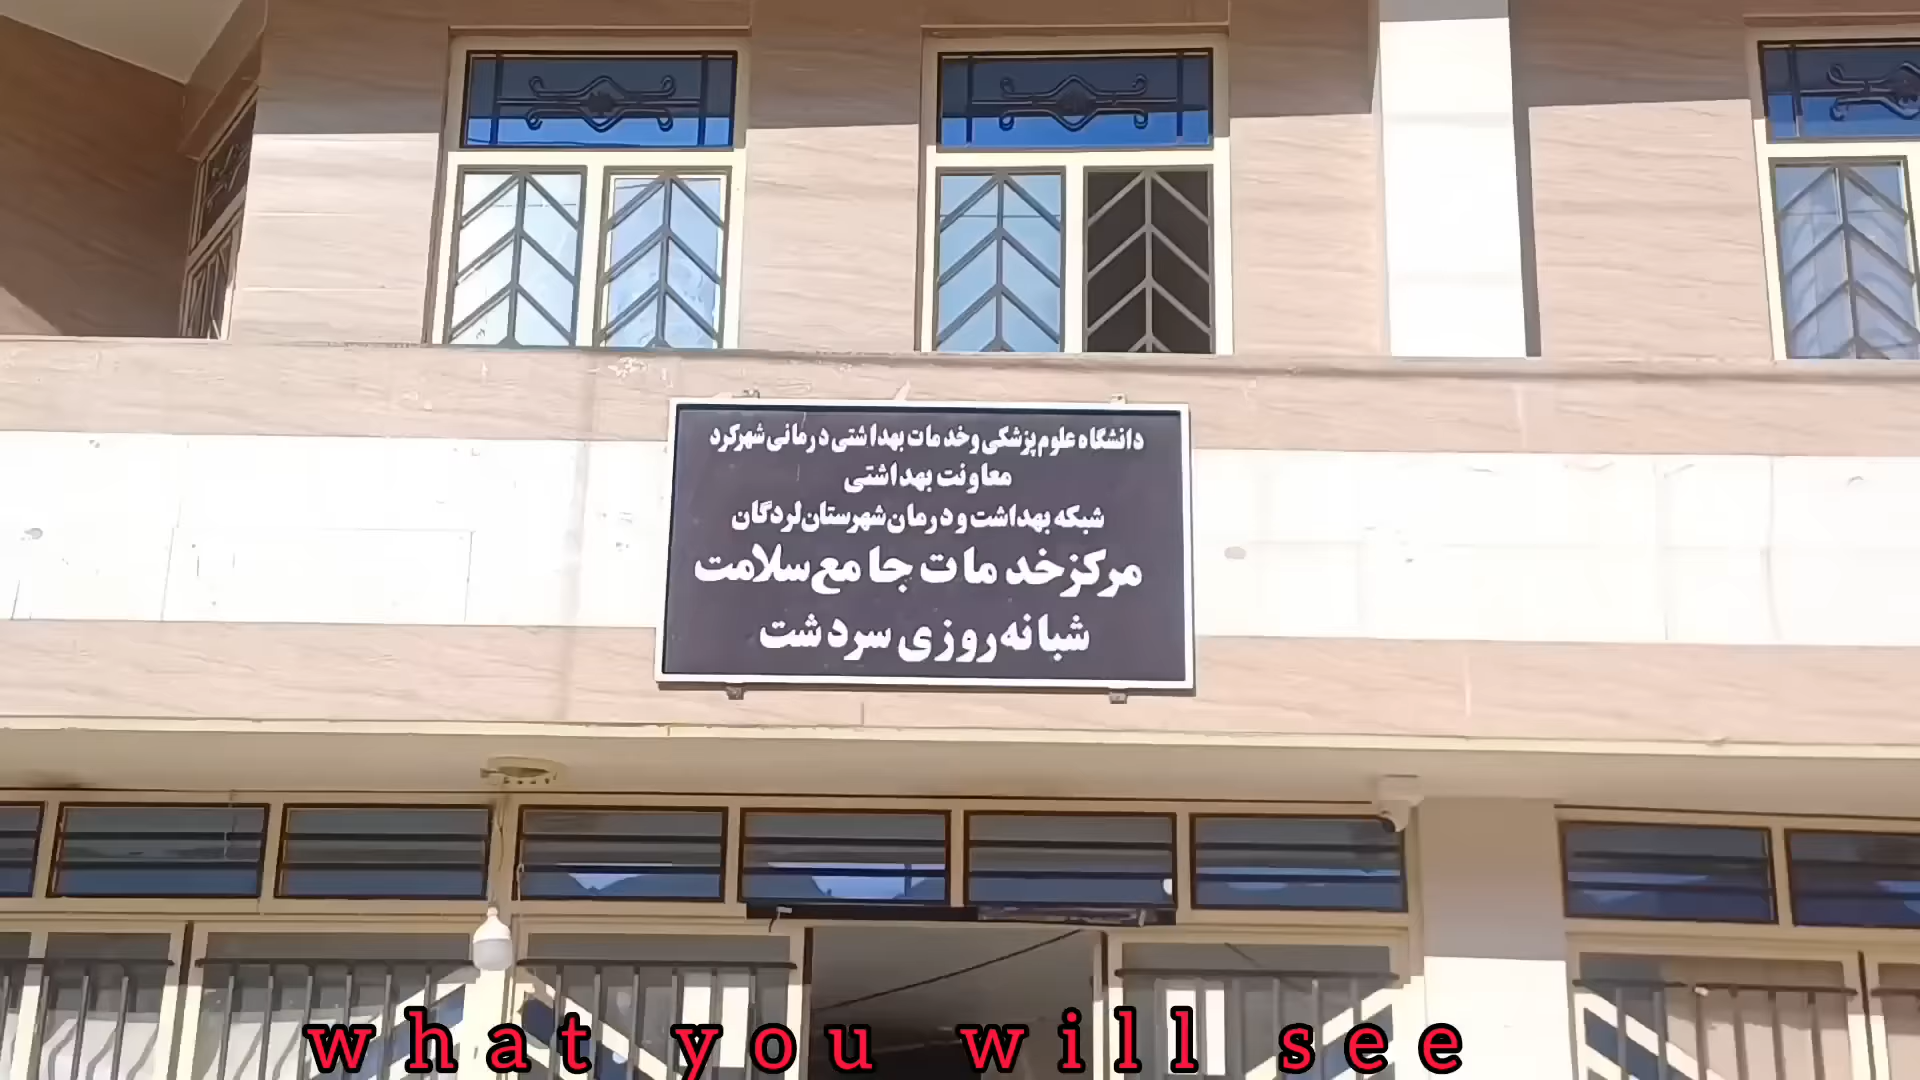 دانشگاه علوم پزشکی و خدمات بهداشتی درمانی شهرکرد
معاونت بهداشتی
شبکه بهداشت و درمان شهرستان لردگان
مرکز خدمات جامع سلامت
شبانه روزی سردشت
what you will see